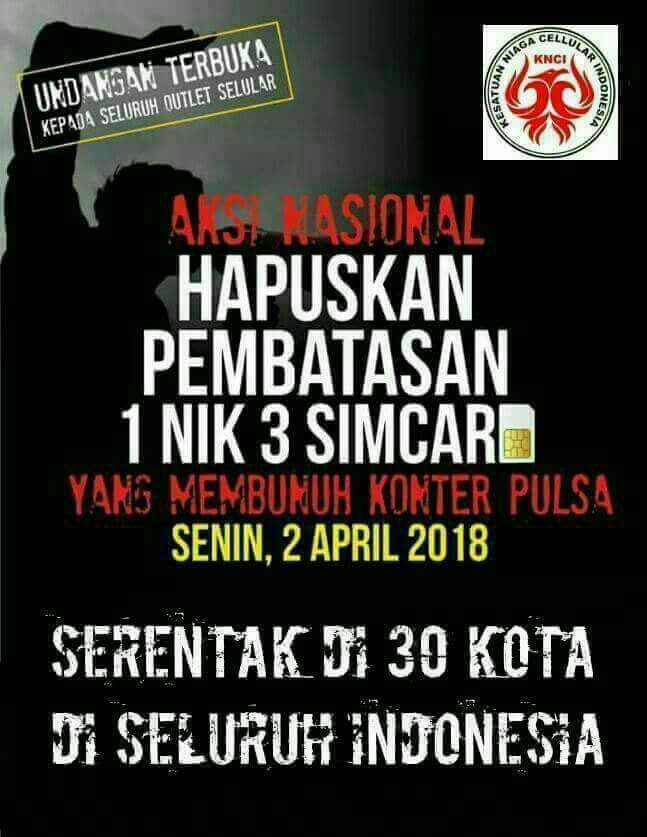 UNDANGAN TERBUKA
KEPADA SELURUH OUTLET SELULAR
KESATUAN NIAGA CELLULAR INDONESIA
KNCI
AKSI NASIONAL
HAPUSKAN
PEMBATASAN
1 NIK 3 SIMCAR
YANG MEMBUNUH KONTER PULSA
SENIN, 2 APRIL 2018
SERENTAK DI 30 KOTA
DI SELURUH INDONESIA